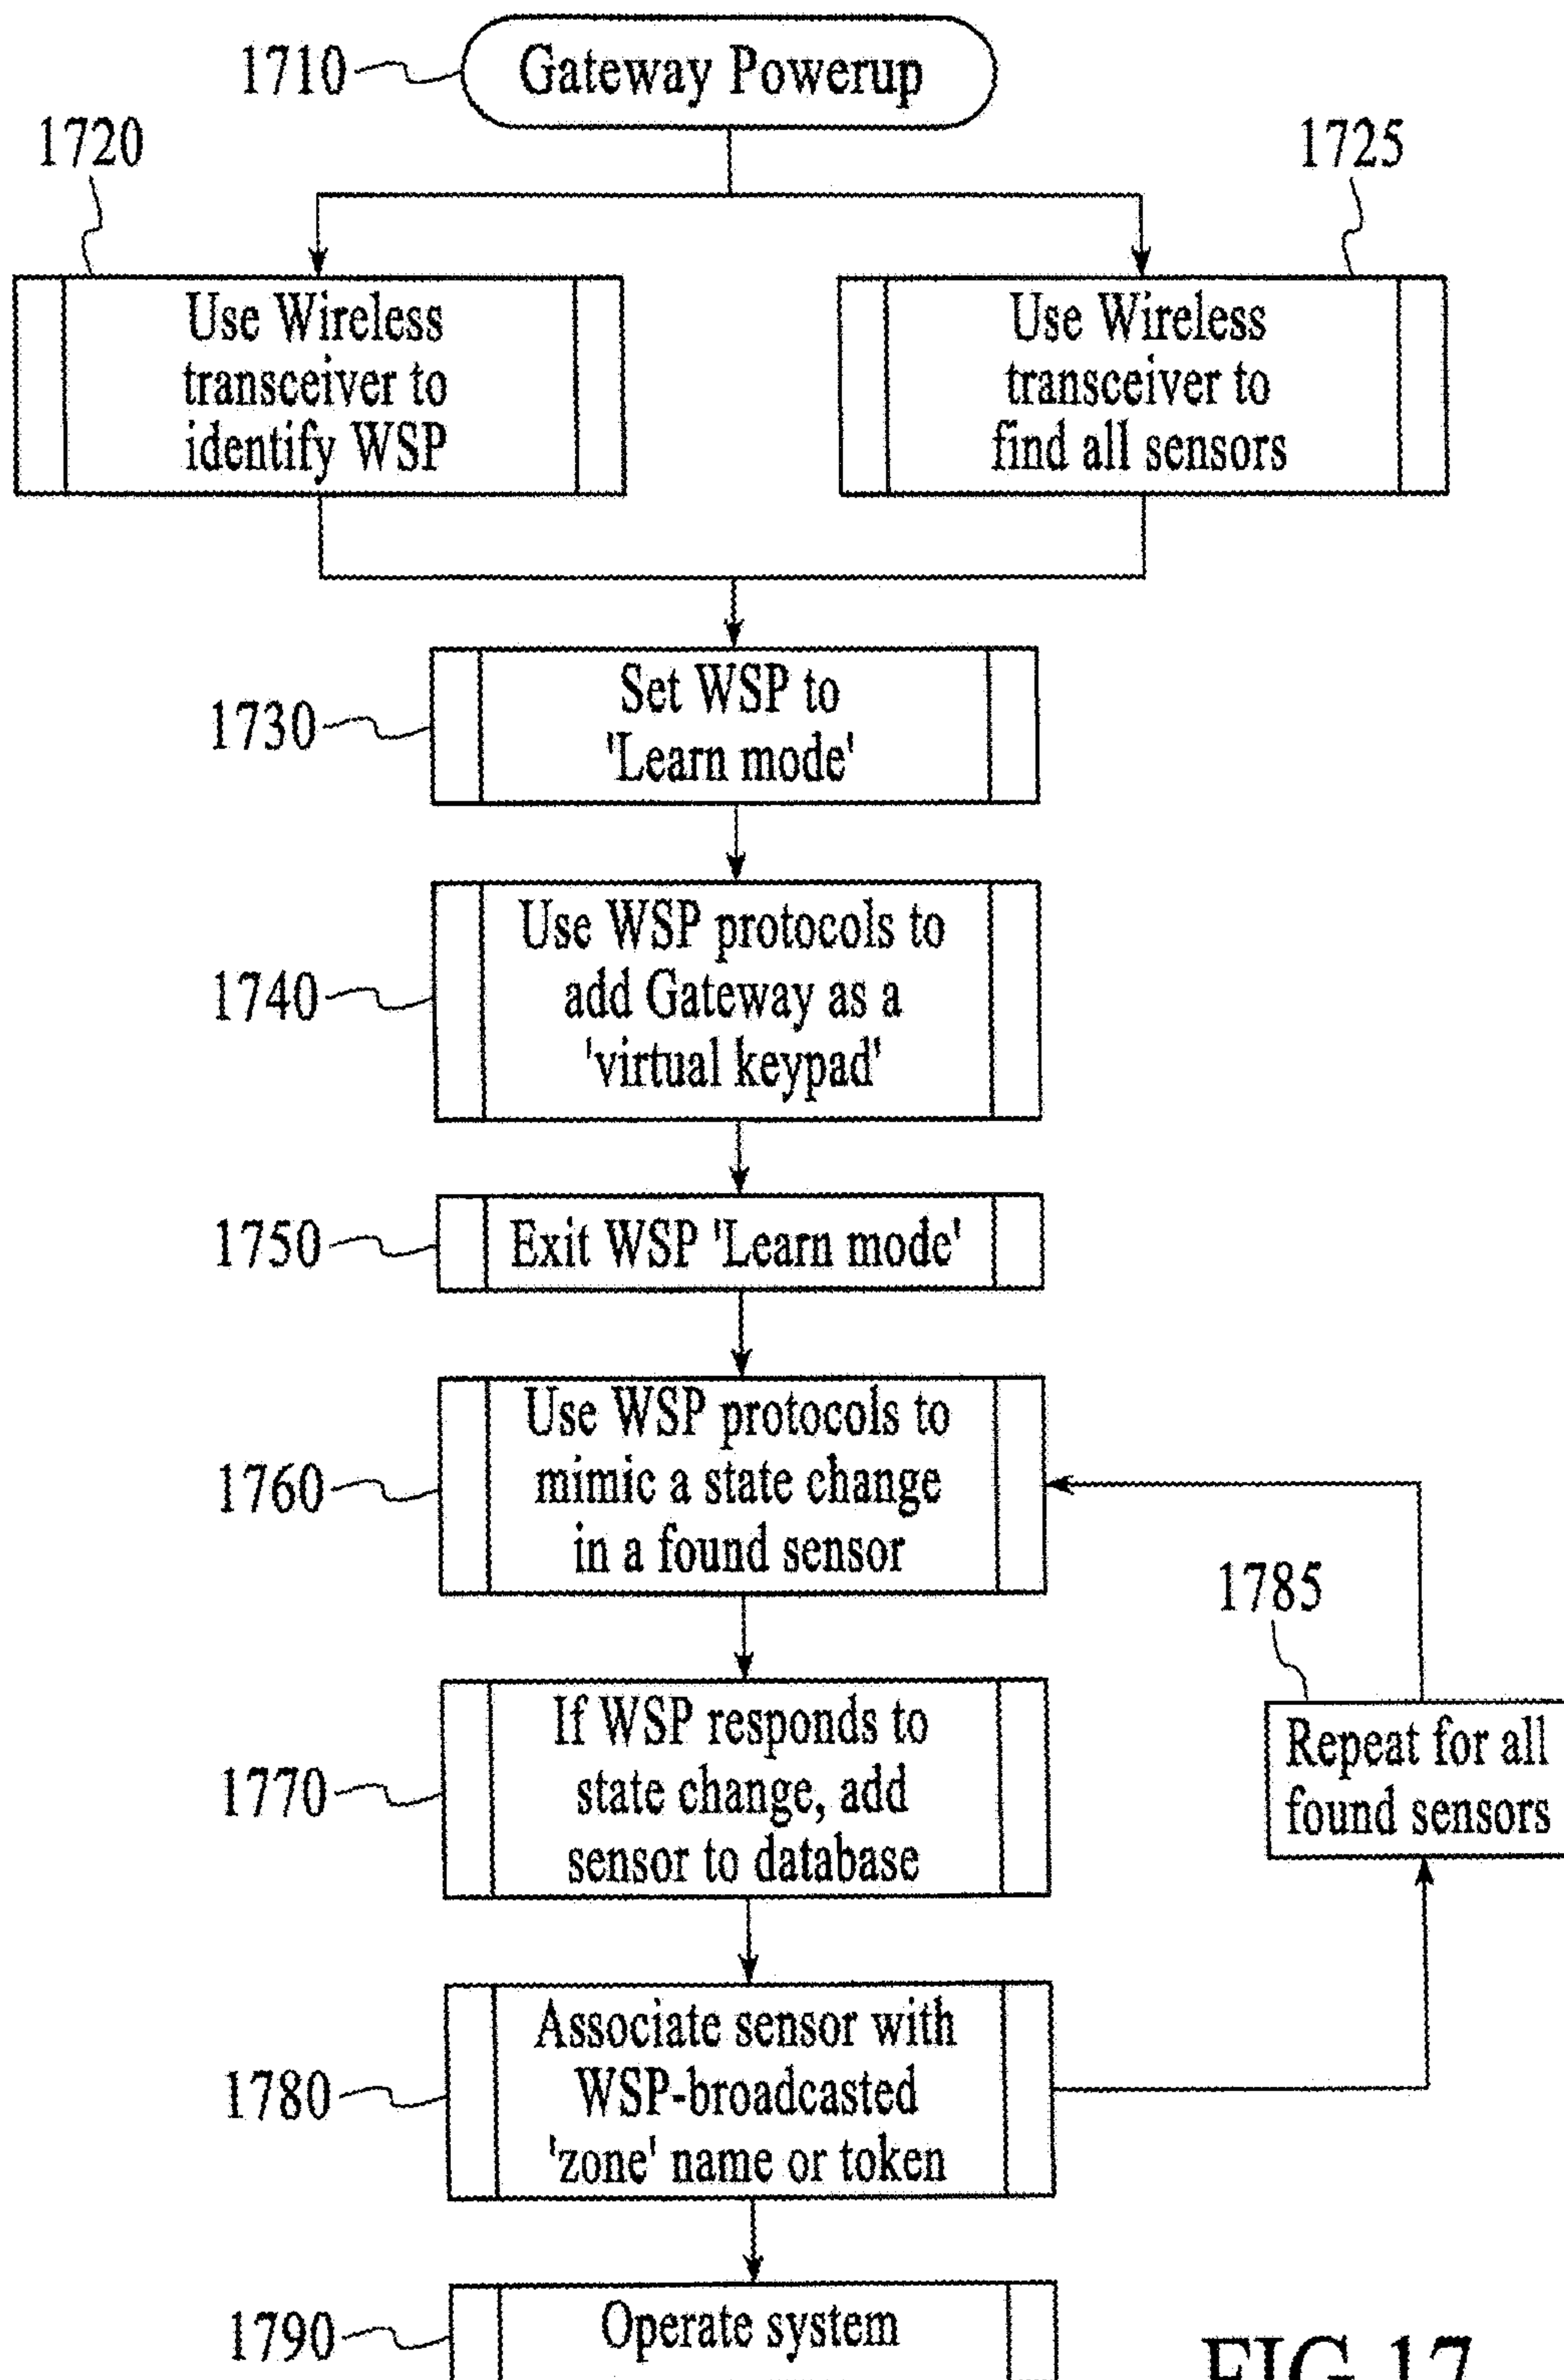 1710
Gateway Powerup
1720
1725
Use Wireless
transceiver to
identify WSP
Use Wireless
transceiver to
find all sensors
1730
Set WSP to
'Learn mode'
1740
Use WSP protocols to
add Gateway as a
'virtual keypad'
1750
Exit WSP 'Learn mode'
1760
Use WSP protocols to
mimic a state change
in a found sensor
1785
Repeat for all
found sensors
1770
If WSP responds to
state change, add
sensor to database
1780
Associate sensor with
WSP-broadcasted
'zone' name or token
1790
Operate system
FIG.17